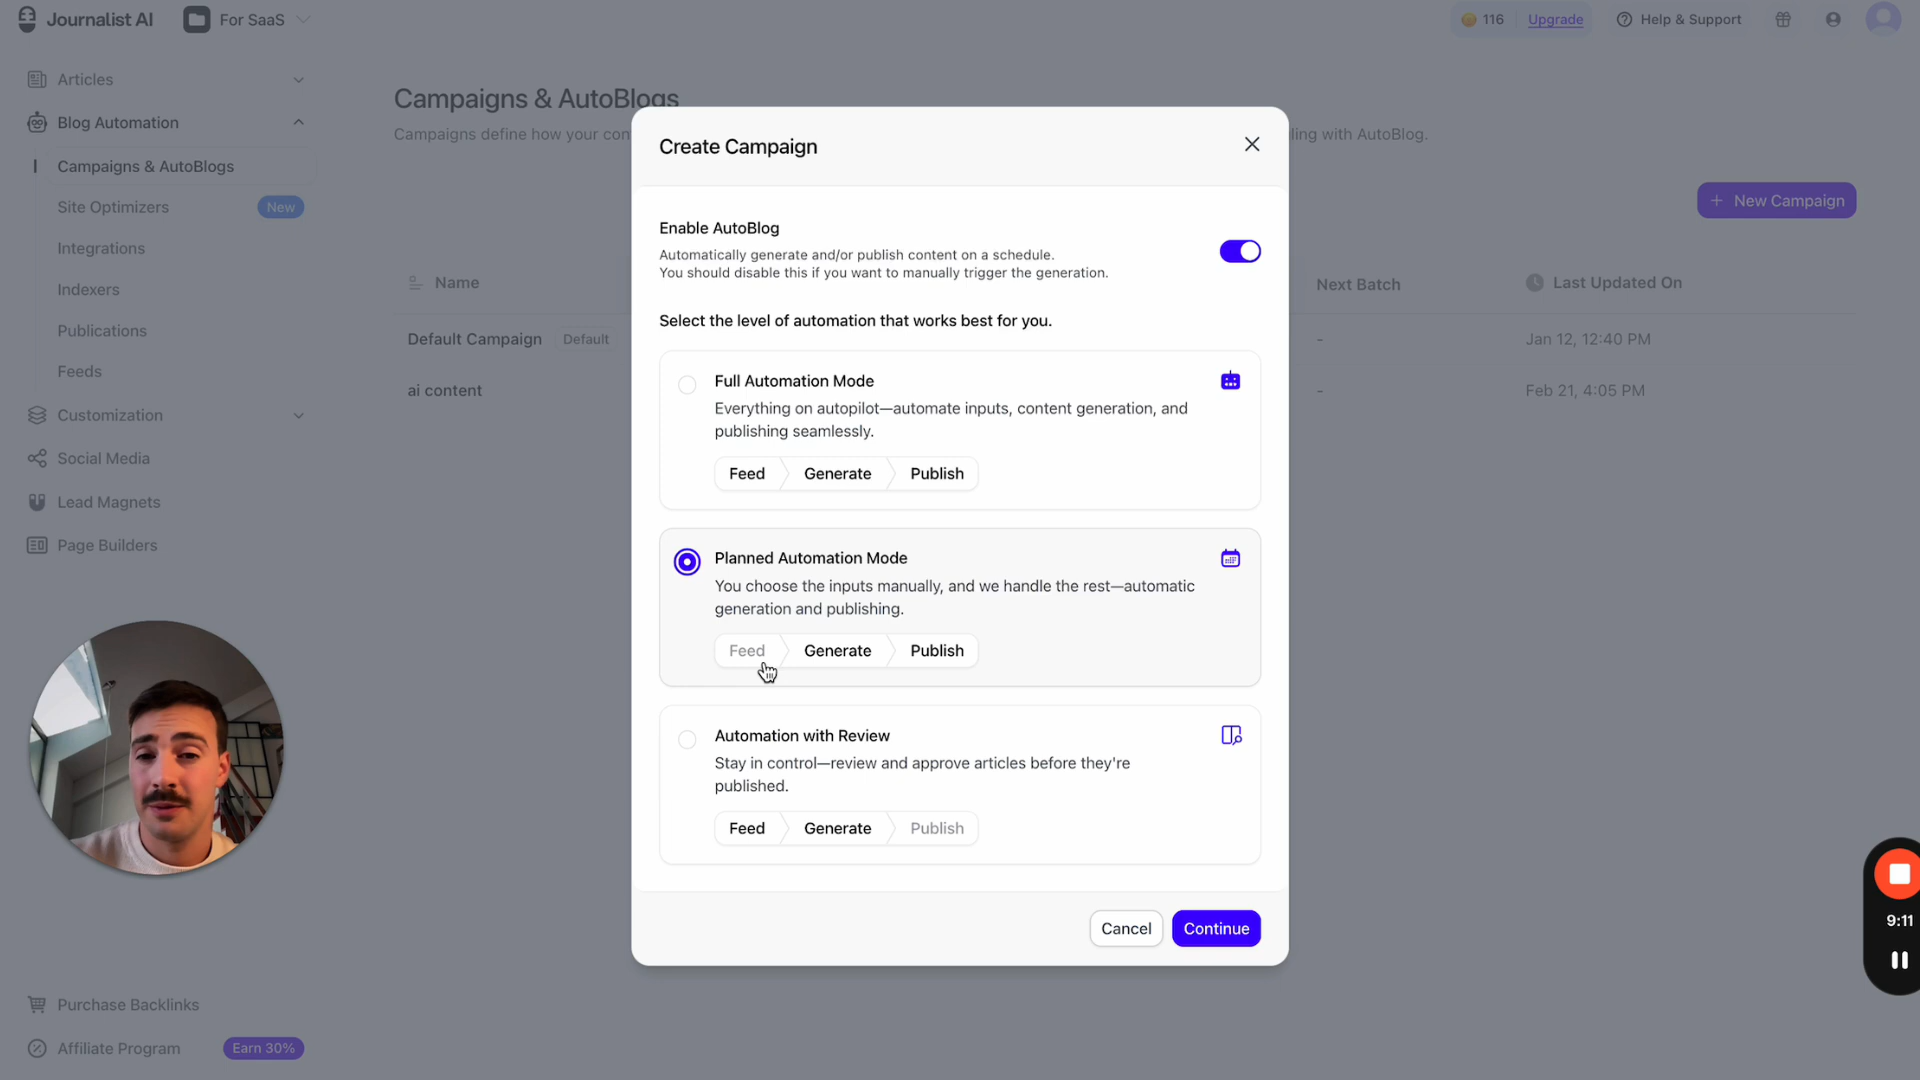 Journalist AI
For SaaS
116
Upgrade
Help & Support
Articles
Blog Automation
Campaigns & AutoBlogs
Site Optimizers
New
Integrations
Indexers
Publications
Feeds
Customization
Social Media
Lead Magnets
Page Builders
Purchase Backlinks
Affiliate Program
Earn 30%
Campaigns & AutoBlogs
Campaigns define how your con
ling with AutoBlog.
+ New Campaign
Name
Next Batch
Last Updated On
Default Campaign
Default
-
Jan 12, 12:40 PM
ai content
-
Feb 21, 4:05 PM
Create Campaign
Enable AutoBlog
Automatically generate and/or publish content on a schedule.
You should disable this if you want to manually trigger the generation.
Select the level of automation that works best for you.
Full Automation Mode
Everything on autopilot—automate inputs, content generation, and
publishing seamlessly.
Feed
Generate
Publish
Planned Automation Mode
You choose the inputs manually, and we handle the rest—automatic
generation and publishing.
Feed
Generate
Publish
Automation with Review
Stay in control—review and approve articles before they're
published.
Feed
Generate
Publish
Cancel
Continue
9:11